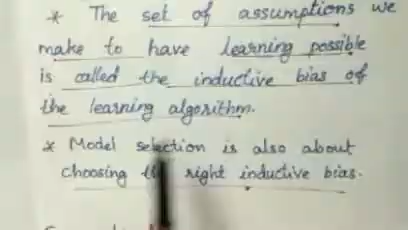 * The set of assumptions we
make to have learning possible
is called the inductive bias of
the learning algorithm.
* Model selection is also about
choosing the right inductive bias.